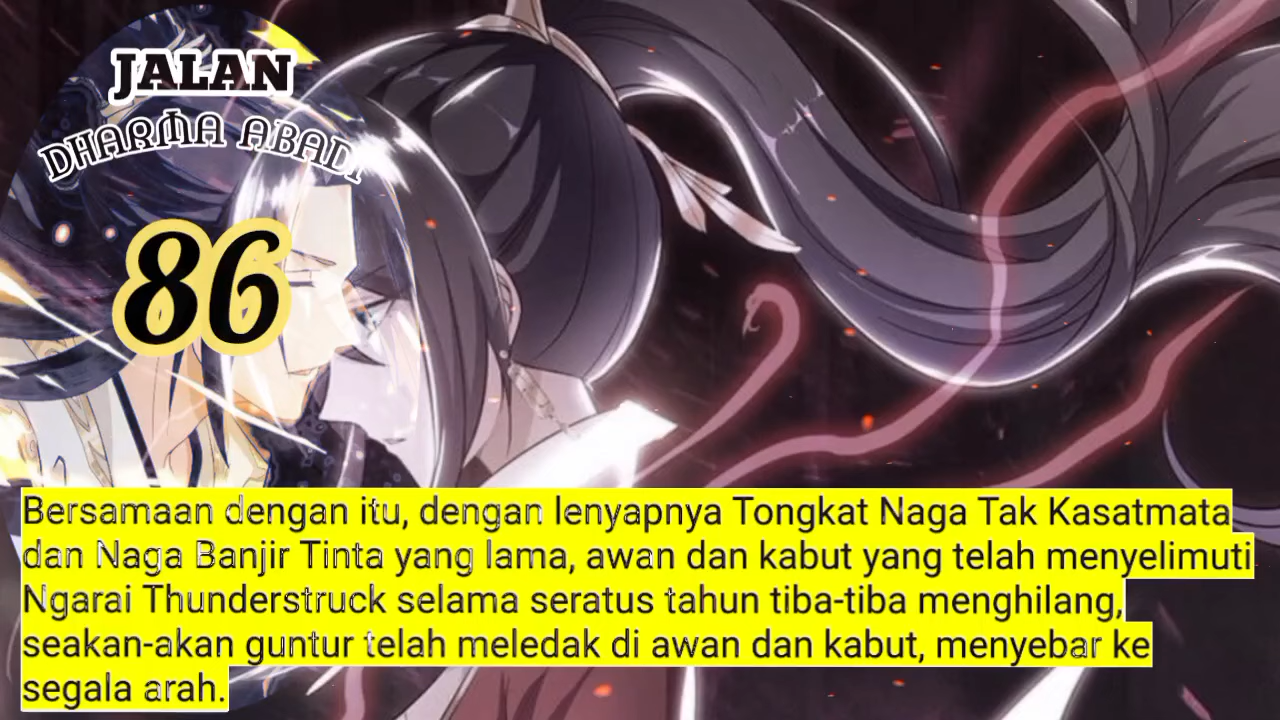 JALAN
DHARMA ABADI
86
Bersamaan dengan itu, dengan lenyapnya Tongkat Naga Tak Kasatmata
dan Naga Banjir Tinta yang lama, awan dan kabut yang telah menyelimuti
Ngarai Thunderstruck selama seratus tahun tiba-tiba menghilang,
seakan-akan guntur telah meledak di awan dan kabut, menyebar ke
segala arah.